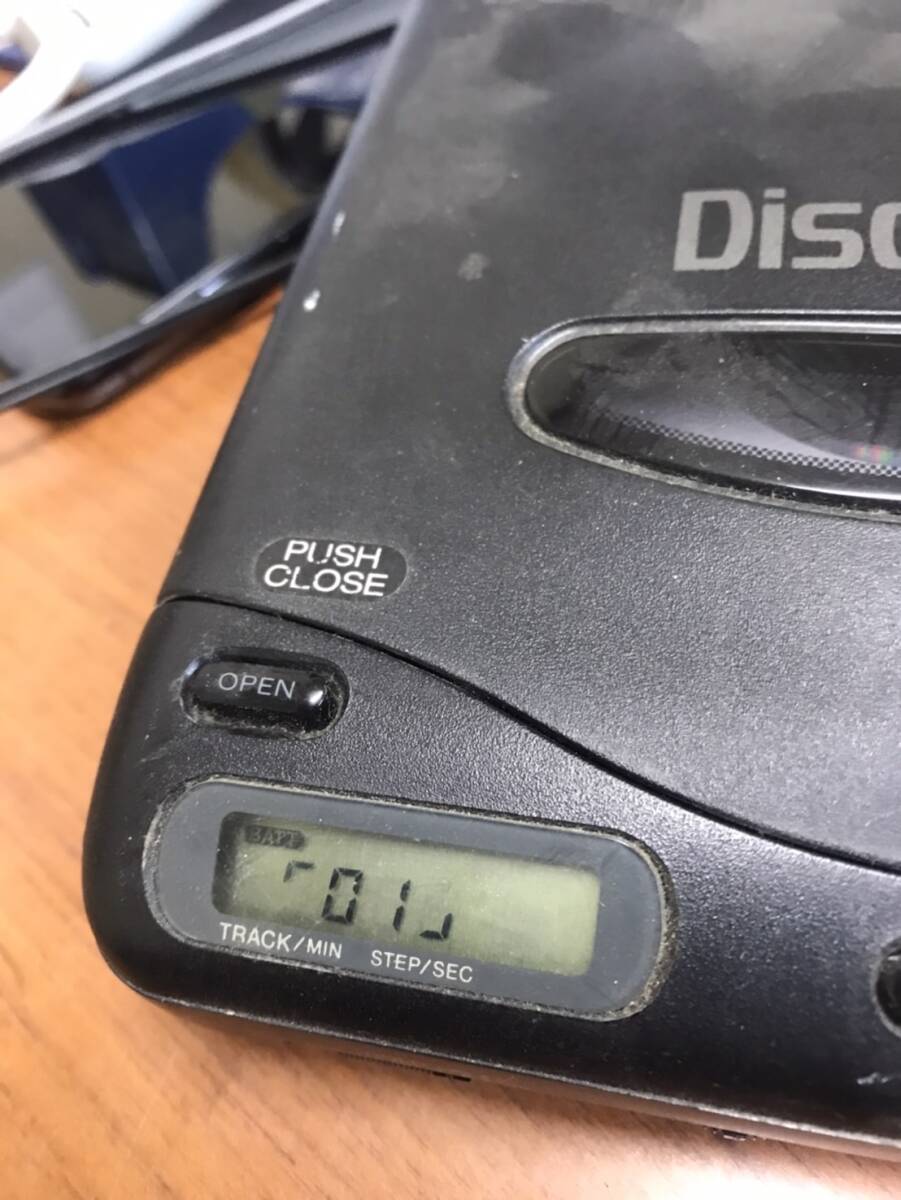 Disc
PUSH
CLOSE
OPEN
BATT
「01」
TRACK/MIN STEP/SEC